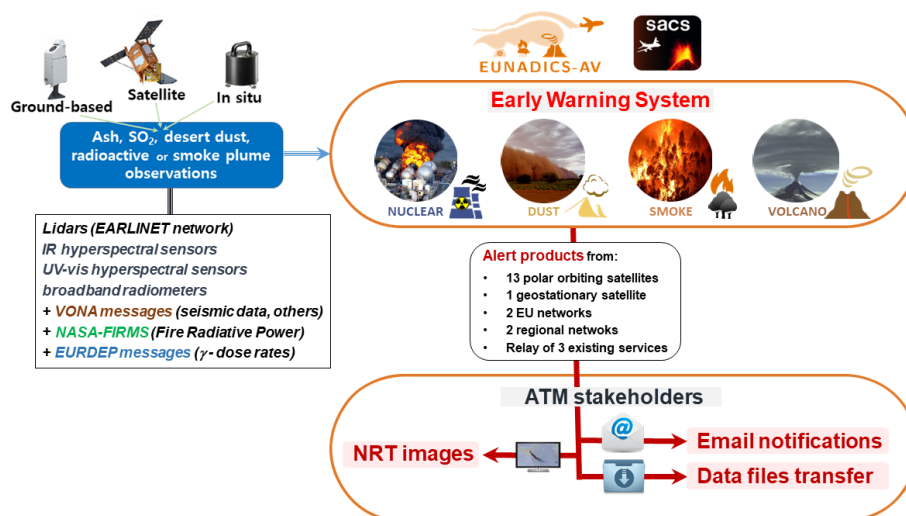 EUNADICS-AV
sacs
Ground-based
Satellite
In situ
Ash, SO₂, desert dust,
radioactive or smoke plume
observations
Early Warning System
NUCLEAR
DUST
SMOKE
VOLCANO
Lidars (EARLINET network)
IR hyperspectral sensors
UV-vis hyperspectral sensors
broadband radiometers
+ VONA messages (seismic data, others)
+ NASA-FIRMS (Fire Radiative Power)
+ EURDEP messages (γ- dose rates)
Alert products from:
• 13 polar orbiting satellites
• 1 geostationary satellite
• 2 EU networks
• 2 regional netwoks
• Relay of 3 existing services
ATM stakeholders
NRT images
@
Email notifications
Data files transfer